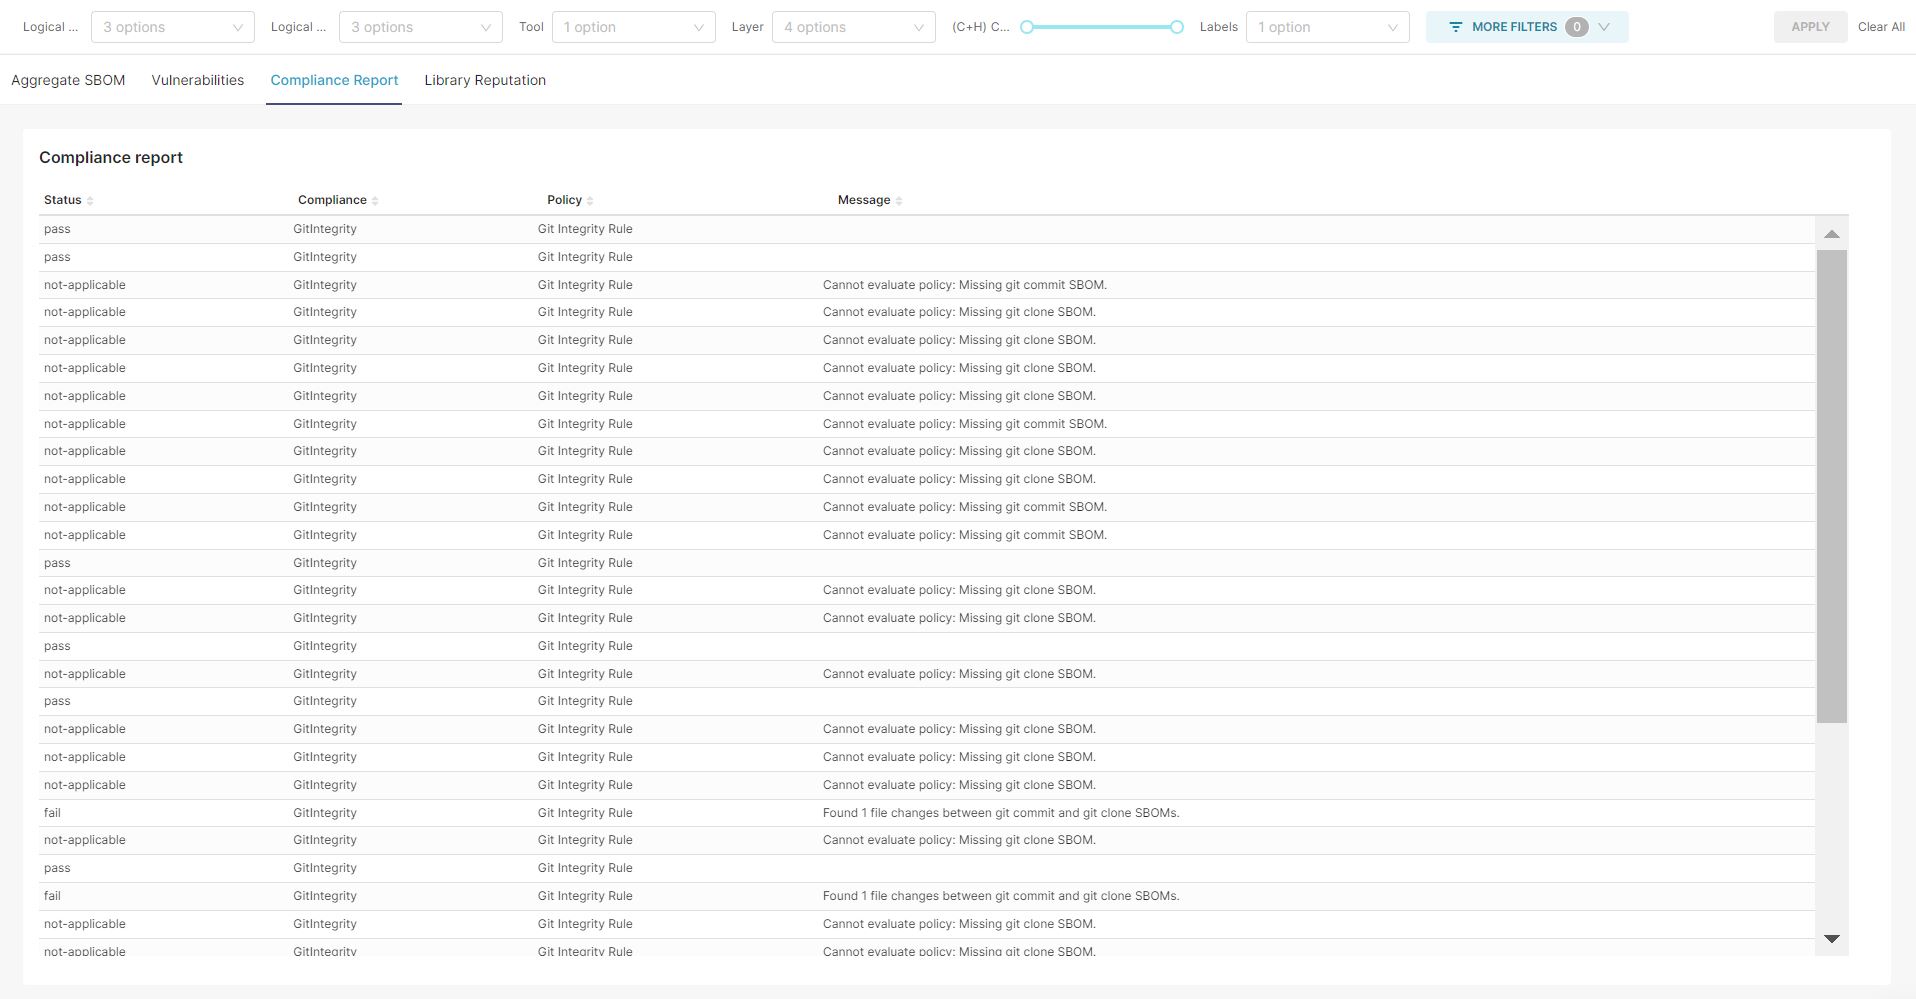 Logical ... 3 options Logical ... 3 options Tool 1 option Layer 4 options (C+H) C... Labels 1 option MORE FILTERS 0 APPLY Clear All
Aggregate SBOM Vulnerabilities Compliance Report Library Reputation
Compliance report
Status Compliance Policy Message
pass GitIntegrity Git Integrity Rule
pass GitIntegrity Git Integrity Rule
not-applicable GitIntegrity Git Integrity Rule Cannot evaluate policy: Missing git commit SBOM.
not-applicable GitIntegrity Git Integrity Rule Cannot evaluate policy: Missing git clone SBOM.
not-applicable GitIntegrity Git Integrity Rule Cannot evaluate policy: Missing git clone SBOM.
not-applicable GitIntegrity Git Integrity Rule Cannot evaluate policy: Missing git clone SBOM.
not-applicable GitIntegrity Git Integrity Rule Cannot evaluate policy: Missing git clone SBOM.
not-applicable GitIntegrity Git Integrity Rule Cannot evaluate policy: Missing git commit SBOM.
not-applicable GitIntegrity Git Integrity Rule Cannot evaluate policy: Missing git clone SBOM.
not-applicable GitIntegrity Git Integrity Rule Cannot evaluate policy: Missing git clone SBOM.
not-applicable GitIntegrity Git Integrity Rule Cannot evaluate policy: Missing git commit SBOM.
not-applicable GitIntegrity Git Integrity Rule Cannot evaluate policy: Missing git commit SBOM.
pass GitIntegrity Git Integrity Rule
not-applicable GitIntegrity Git Integrity Rule Cannot evaluate policy: Missing git clone SBOM.
not-applicable GitIntegrity Git Integrity Rule Cannot evaluate policy: Missing git clone SBOM.
pass GitIntegrity Git Integrity Rule
not-applicable GitIntegrity Git Integrity Rule Cannot evaluate policy: Missing git clone SBOM.
pass GitIntegrity Git Integrity Rule
not-applicable GitIntegrity Git Integrity Rule Cannot evaluate policy: Missing git clone SBOM.
not-applicable GitIntegrity Git Integrity Rule Cannot evaluate policy: Missing git clone SBOM.
not-applicable GitIntegrity Git Integrity Rule Cannot evaluate policy: Missing git clone SBOM.
fail GitIntegrity Git Integrity Rule Found 1 file changes between git commit and git clone SBOMs.
not-applicable GitIntegrity Git Integrity Rule Cannot evaluate policy: Missing git clone SBOM.
pass GitIntegrity Git Integrity Rule
fail GitIntegrity Git Integrity Rule Found 1 file changes between git commit and git clone SBOMs.
not-applicable GitIntegrity Git Integrity Rule Cannot evaluate policy: Missing git clone SBOM.
not-applicable GitIntegrity Git Integrity Rule Cannot evaluate policy: Missing git clone SBOM.